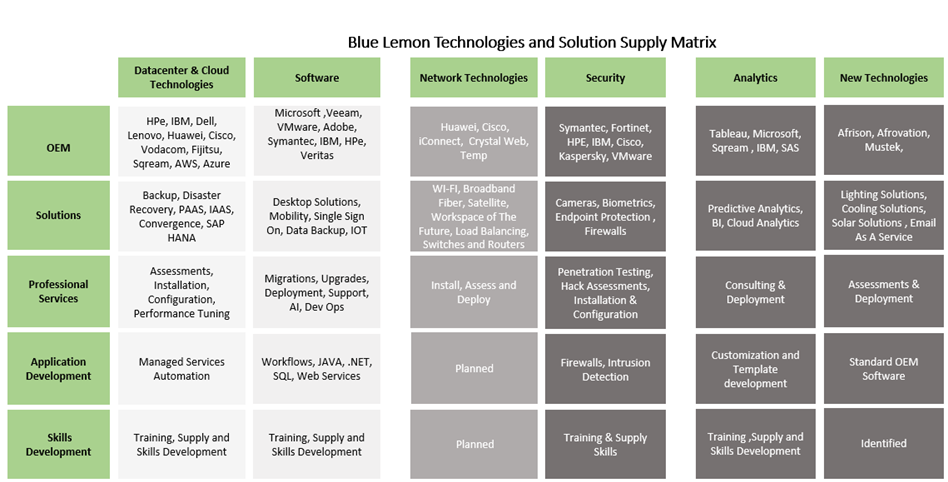 Blue Lemon Technologies and Solution Supply Matrix
Datacenter & Cloud
Technologies
Software
Network Technologies
Security
Analytics
New Technologies
OEM
HPe, IBM, Dell,
Lenovo, Huawei, Cisco,
Vodacom, Fijitsu,
Sqream, AWS, Azure
Microsoft ,Veeam,
VMware, Adobe,
Symantec, IBM, HPe,
Veritas
Huawei, Cisco,
iConnect, Crystal Web,
Temp
Symantec, Fortinet,
HPE, IBM, Cisco,
Kaspersky, VMware
Tableau, Microsoft,
Sqream , IBM, SAS
Afrison, Afrovation,
Mustek,
Solutions
Backup, Disaster
Recovery, PAAS, IAAS,
Convergence, SAP
HANA
Desktop Solutions,
Mobility, Single Sign
On, Data Backup, IOT
WI-FI, Broadband
Fiber, Satellite,
Workspace of The
Future, Load Balancing,
Switches and Routers
Cameras, Biometrics,
Endpoint Protection ,
Firewalls
Predictive Analytics,
BI, Cloud Analytics
Lighting Solutions,
Cooling Solutions,
Solar Solutions , Email
As A Service
Professional
Services
Assessments,
Installation,
Configuration,
Performance Tuning
Migrations, Upgrades,
Deployment, Support,
AI, Dev Ops
Install, Assess and
Deploy
Penetration Testing,
Hack Assessments,
Installation &
Configuration
Consulting &
Deployment
Assessments &
Deployment
Application
Development
Managed Services
Automation
Workflows, JAVA, .NET,
SQL, Web Services
Planned
Firewalls, Intrusion
Detection
Customization and
Template
development
Standard OEM
Software
Skills
Development
Training, Supply and
Skills Development
Training, Supply and
Skills Development
Planned
Training & Supply
Skills
Training ,Supply and
Skills Development
Identified